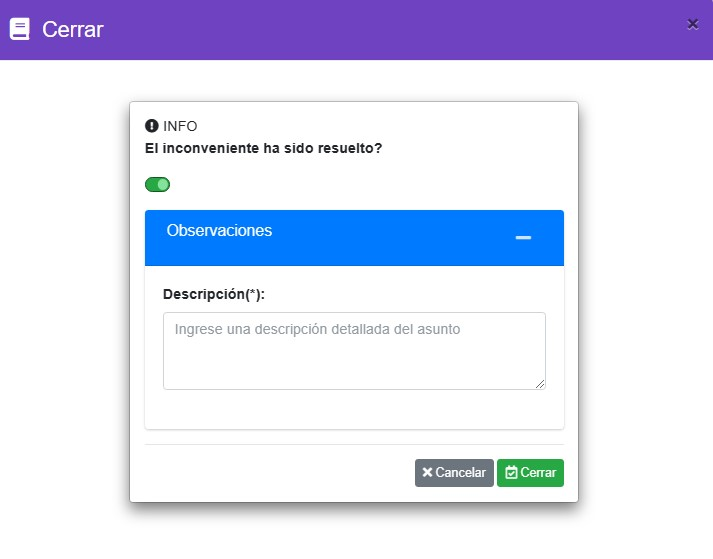 Cerrar
×
INFO
El inconveniente ha sido resuelto?
Observaciones
Descripción(*):
Ingrese una descripción detallada del asunto
Cancelar Cerrar